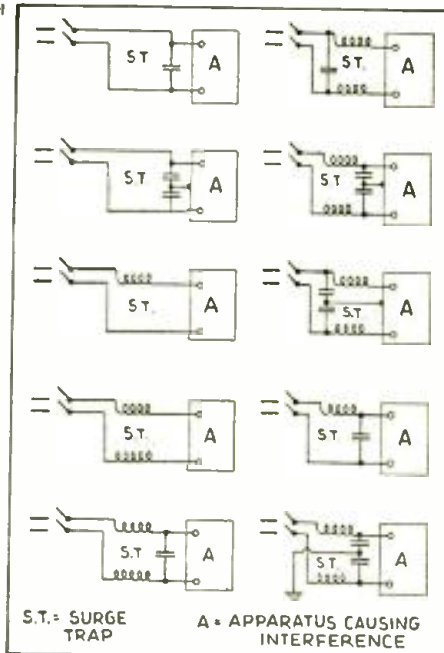 S T A
S T. A
S T A
S T A
S T. A
S.T A
S.T. A
S T A
S.T A
S T. A
S.T. = SURGE TRAP
A = APPARATUS CAUSING INTERFERENCE